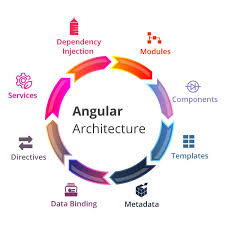 Dependency
Injection
Modules
Services
Components
Angular
Architecture
Directives
Templates
Data Binding
Metadata